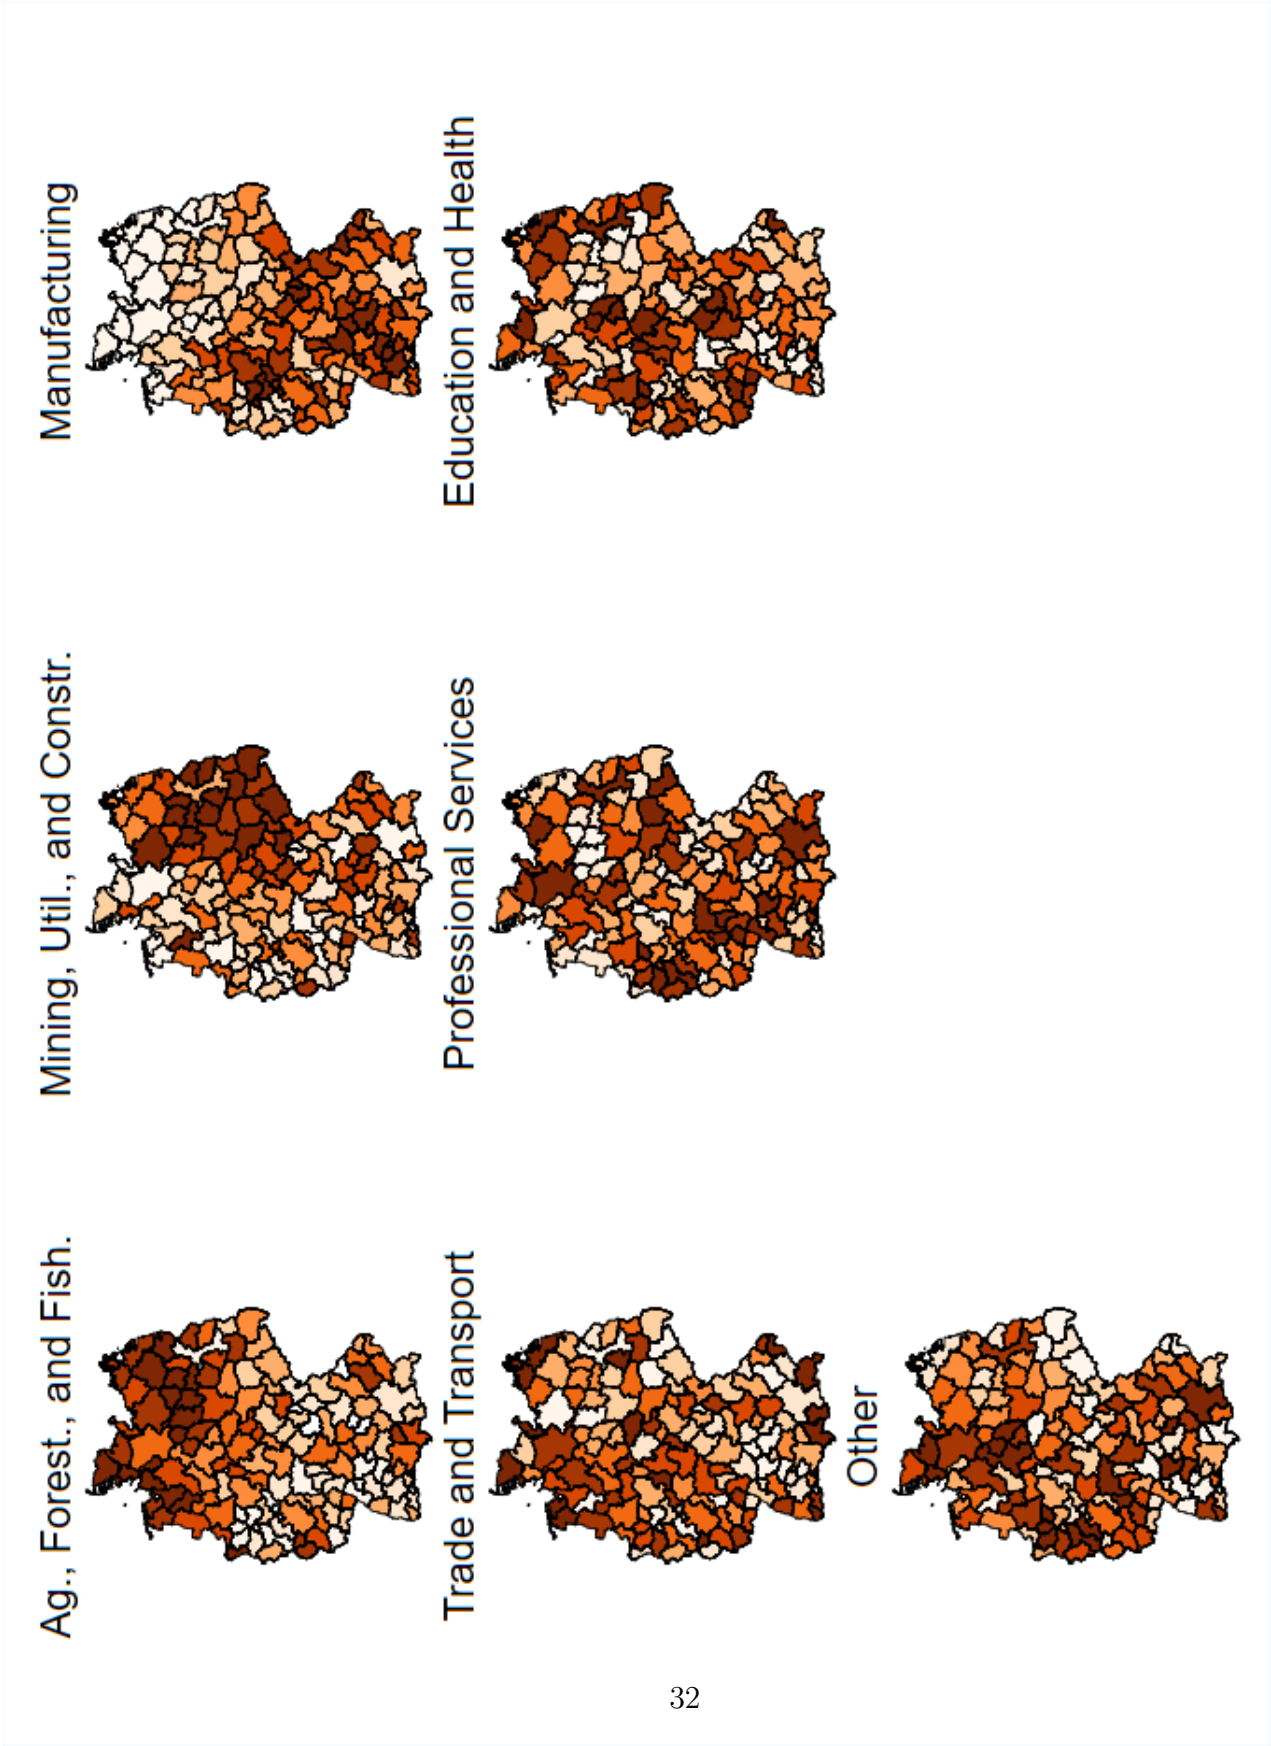 Ag., Forest., and Fish.
Mining, Util., and Constr.
Manufacturing
Trade and Transport
Professional Services
Education and Health
Other
32